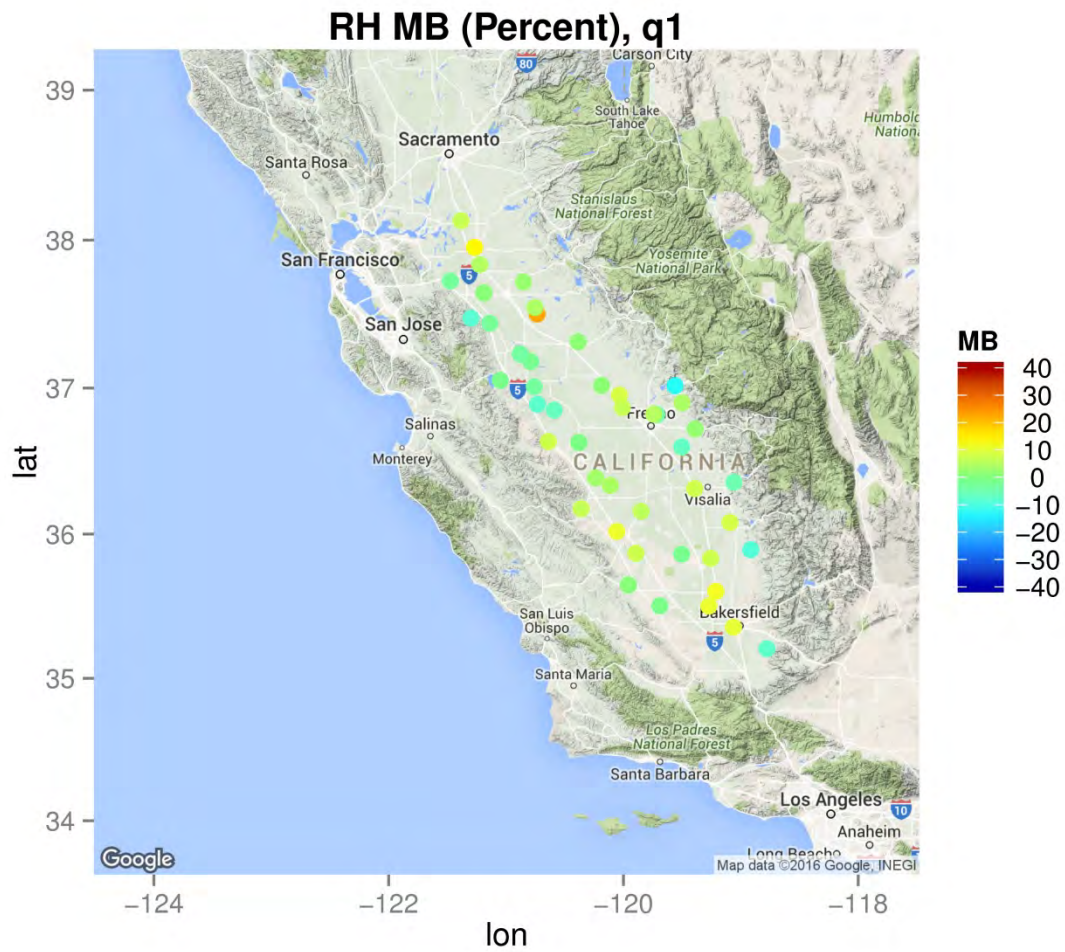 RH MB (Percent), q1
39
38
37
36
35
34
lat
80
Carson City
South Lake
Tahoe
Sacramento
Santa Rosa
Stanislaus
National Forest
San Francisco
5
Yosemite
National Park
San Jose
5
Salinas
Monterey
CALIFORNIA
Visalia
San Luis
Obispo
Bakersfield
5
Santa Maria
Los Padres
National Forest
Santa Barbara
Los Angeles
10
Anaheim
Long Beach
Google
Map data ©2016 Google, INEGI
−124
−122
−120
−118
lon
MB
40
30
20
10
0
−10
−20
−30
−40